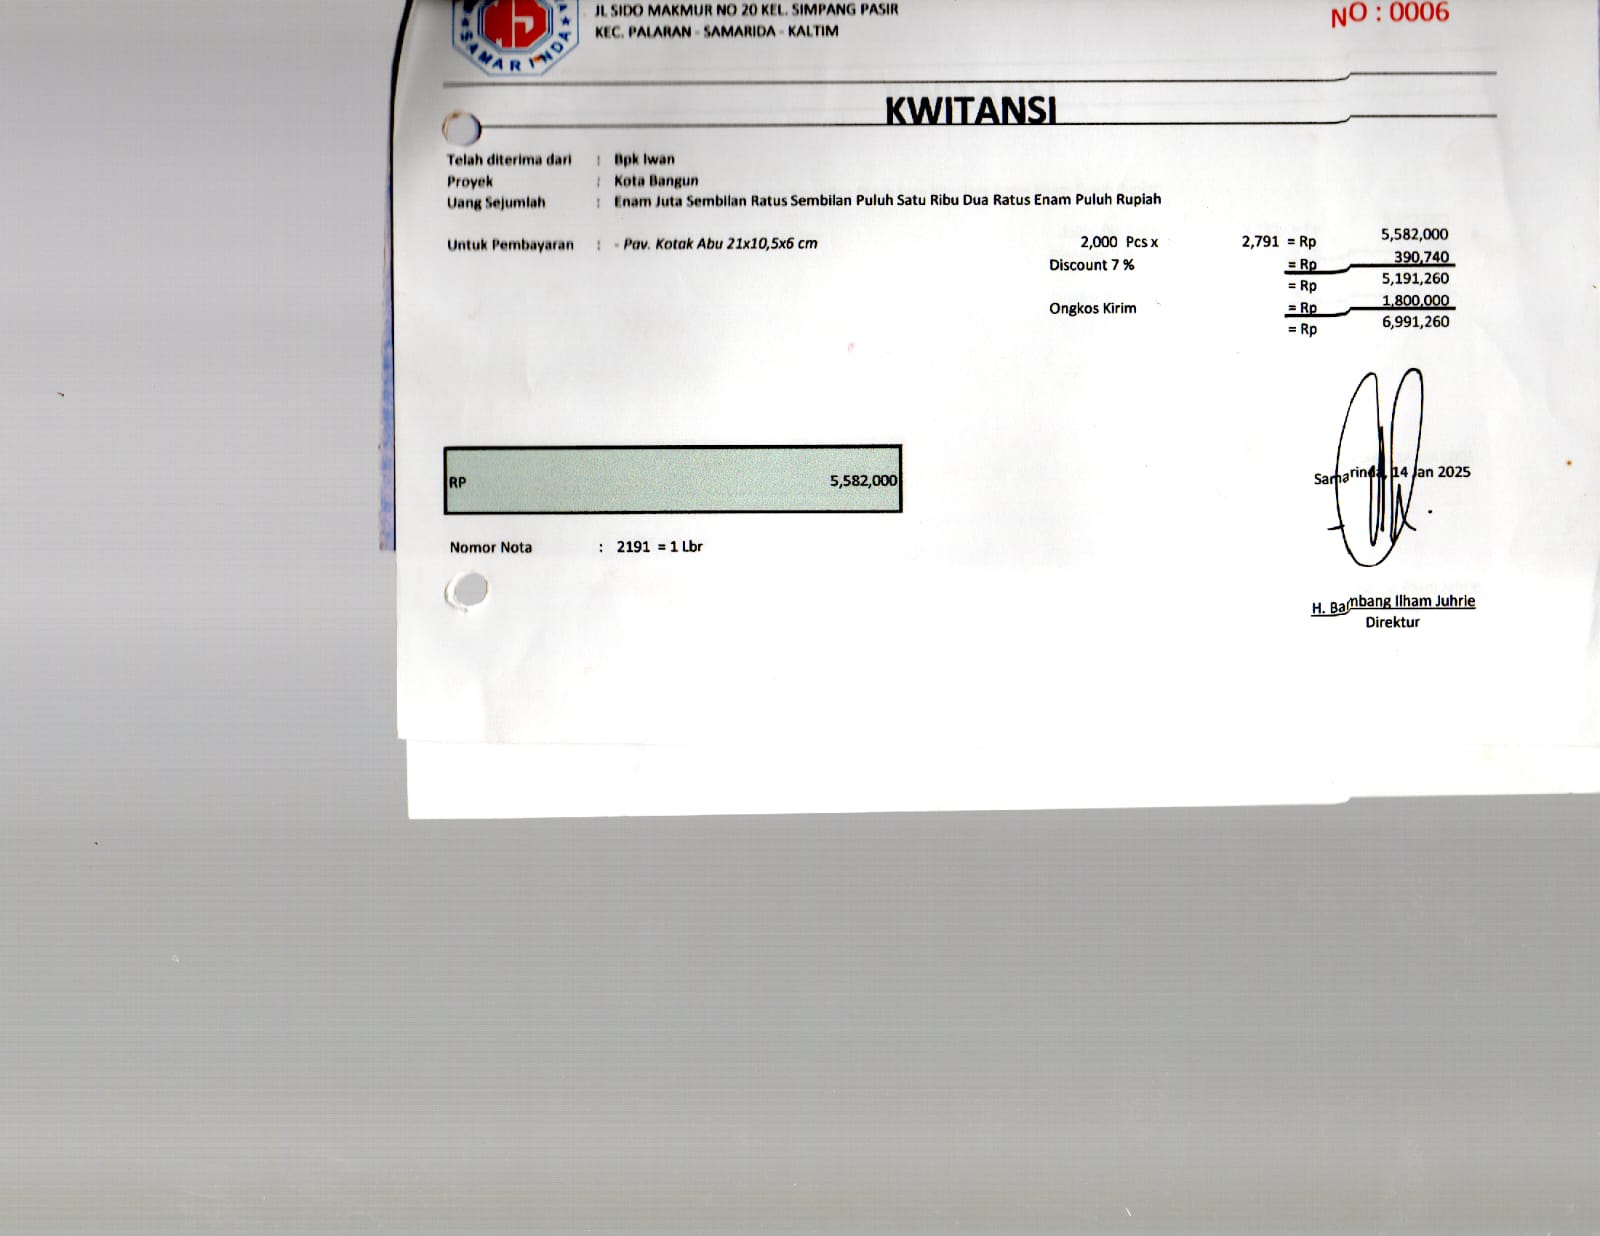 SAMARINDA
JL SIDO MAKMUR NO 20 KEL. SIMPANG PASIR
KEC. PALARAN - SAMARIDA - KALTIM
NO : 0006
KWITANSI
Telah diterima dari : Bpk Iwan
Proyek : Kota Bangun
Uang Sejumlah : Enam Juta Sembilan Ratus Sembilan Puluh Satu Ribu Dua Ratus Enam Puluh Rupiah
Untuk Pembayaran : - Pav. Kotak Abu 21x10,5x6 cm 2,000 Pcs x 2,791 = Rp 5,582,000
Discount 7 % = Rp 390,740
= Rp 5,191,260
Ongkos Kirim = Rp 1,800,000
= Rp 6,991,260
RP 5,582,000
Samarinda, 14 Jan 2025
Nomor Nota : 2191 = 1 Lbr
H. Bambang Ilham Juhrie
Direktur